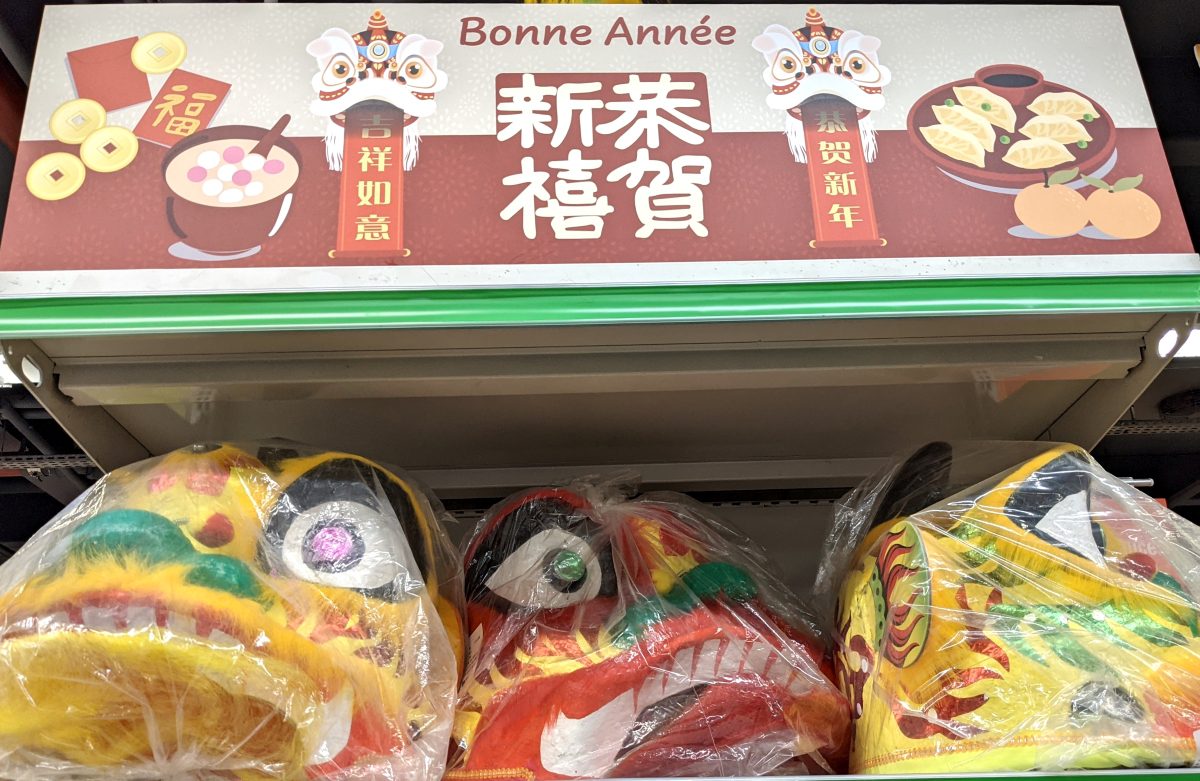 Bonne Année
福
吉祥如意
恭賀
新禧
恭贺新年